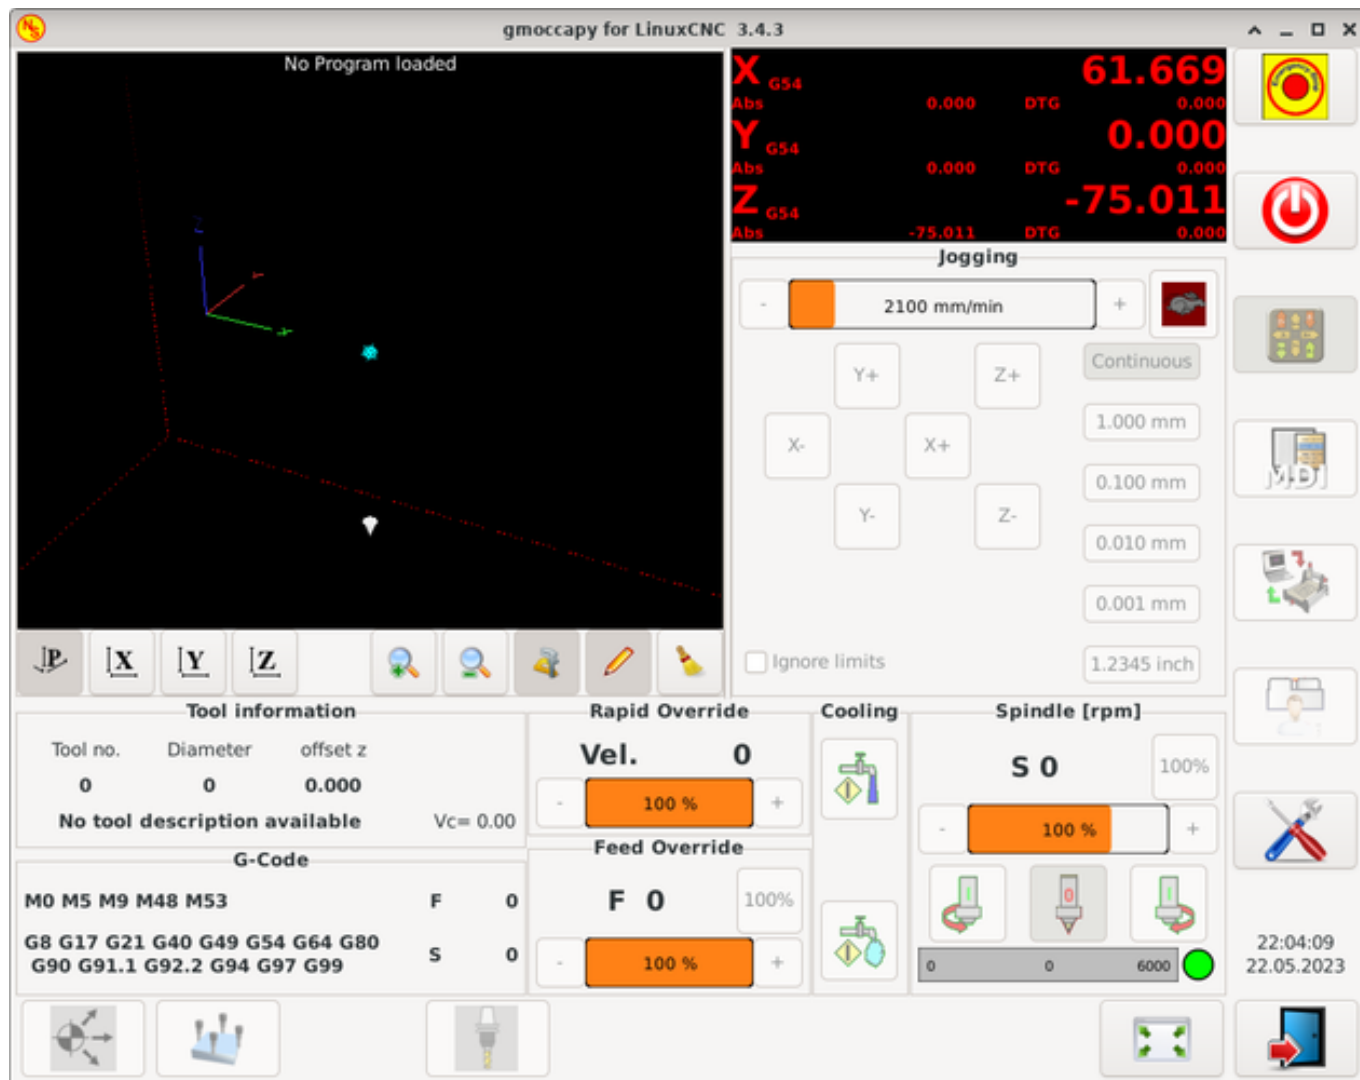 gmoccapy for LinuxCNC 3.4.3
No Program loaded
X G54 61.669
Abs 0.000 DTG 0.000
Y G54 0.000
Abs 0.000 DTG 0.000
Z G54 -75.011
Abs -75.011 DTG 0.000
Jogging
- 2100 mm/min +
Y+ Z+ Continuous
1.000 mm
X- X+
0.100 mm
Y- Z-
0.010 mm
0.001 mm
Ignore limits 1.2345 inch
MDI
P X Y Z
Tool information
Tool no. Diameter offset z
0 0 0.000
No tool description available Vc= 0.00
G-Code
M0 M5 M9 M48 M53 F 0
G8 G17 G21 G40 G49 G54 G64 G80
G90 G91.1 G92.2 G94 G97 G99 S 0
Rapid Override
Vel. 0
- 100 % +
Feed Override
F 0 100%
- 100 % +
Cooling
Spindle [rpm]
S 0 100%
- 100 % +
I 0 I
0 0 6000
22:04:09
22.05.2023